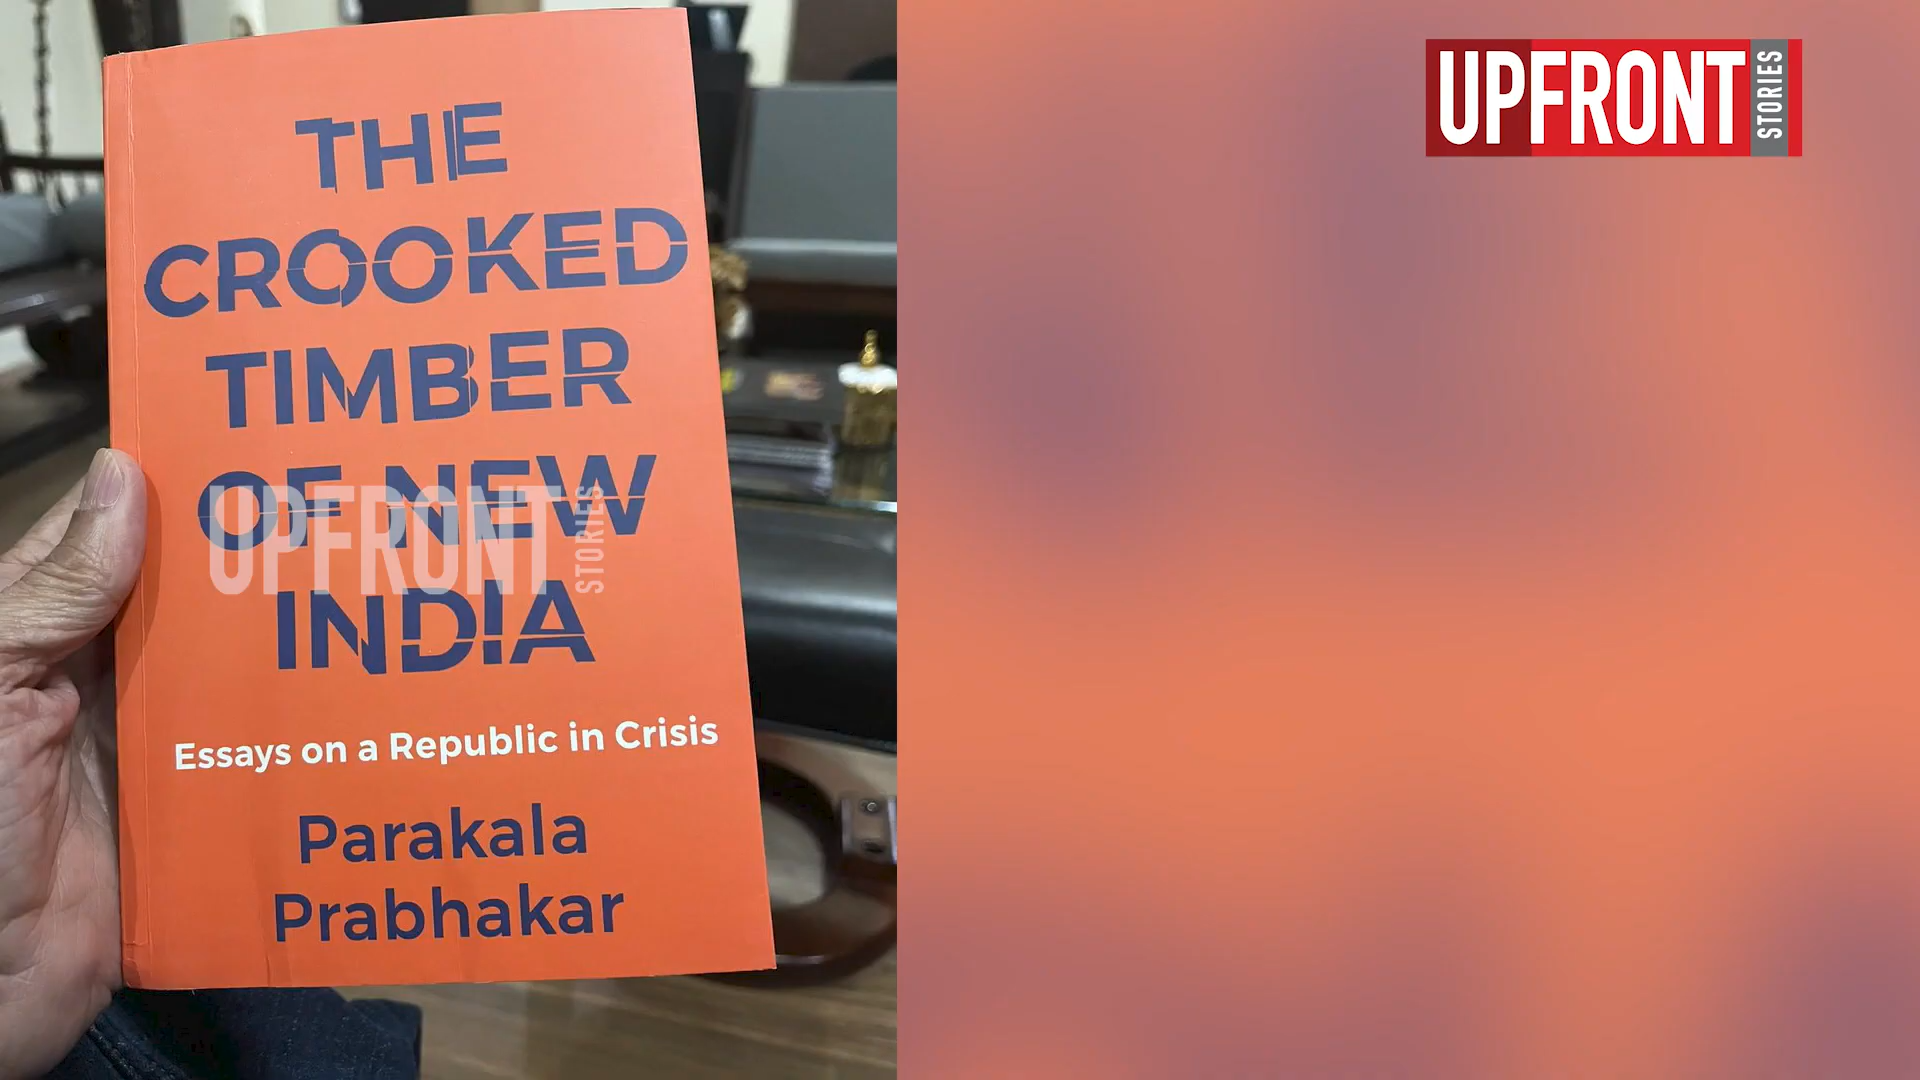 THE
CROOKED
TIMBER
OF NEW
INDIA
Essays on a Republic in Crisis
Parakala
Prabhakar
UPFRONT STORIES
UPFRONT STORIES